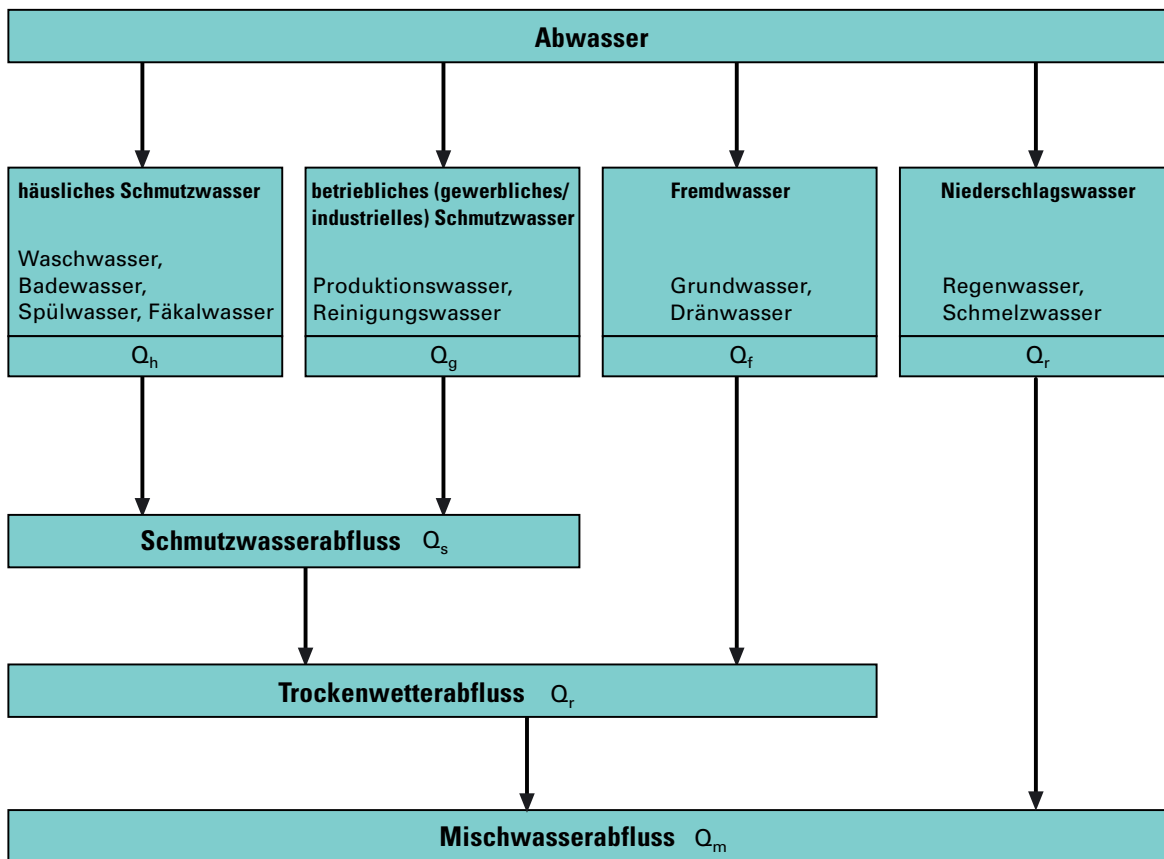 Abwasser
häusliches Schmutzwasser
Waschwasser,
Badewasser,
Spülwasser, Fäkalwasser
Qh
betriebliches (gewerbliches/
industrielles) Schmutzwasser
Produktionswasser,
Reinigungswasser
Qg
Fremdwasser
Grundwasser,
Dränwasser
Qf
Niederschlagswasser
Regenwasser,
Schmelzwasser
Qr
Schmutzwasserabfluss Qs
Trockenwetterabfluss Qr
Mischwasserabfluss Qm